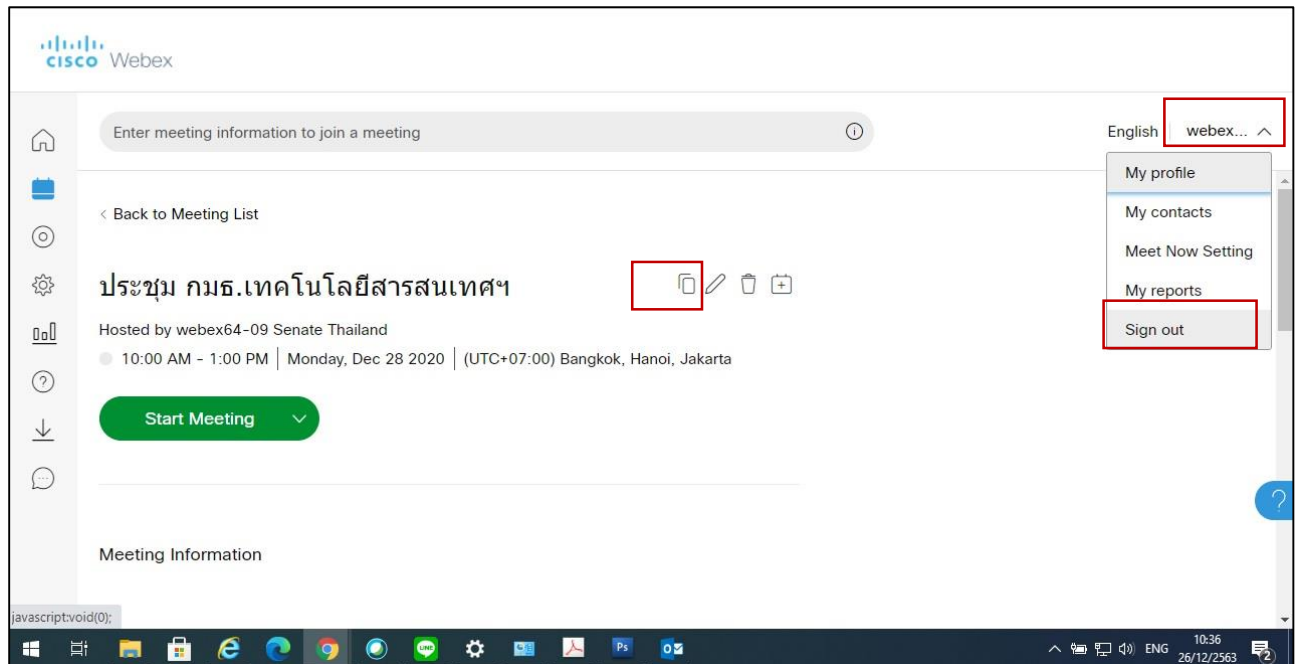 cisco Webex
Enter meeting information to join a meeting
English webex...
My profile
My contacts
Meet Now Setting
My reports
Sign out
Back to Meeting List
ประชุม กมธ.เทคโนโลยีสารสนเทศฯ
Hosted by webex64-09 Senate Thailand
10:00 AM - 1:00 PM | Monday, Dec 28 2020 | (UTC+07:00) Bangkok, Hanoi, Jakarta
Start Meeting
Meeting Information
javascript:void(0);
LINE
Ps
ENG
10:36
26/12/2563
2